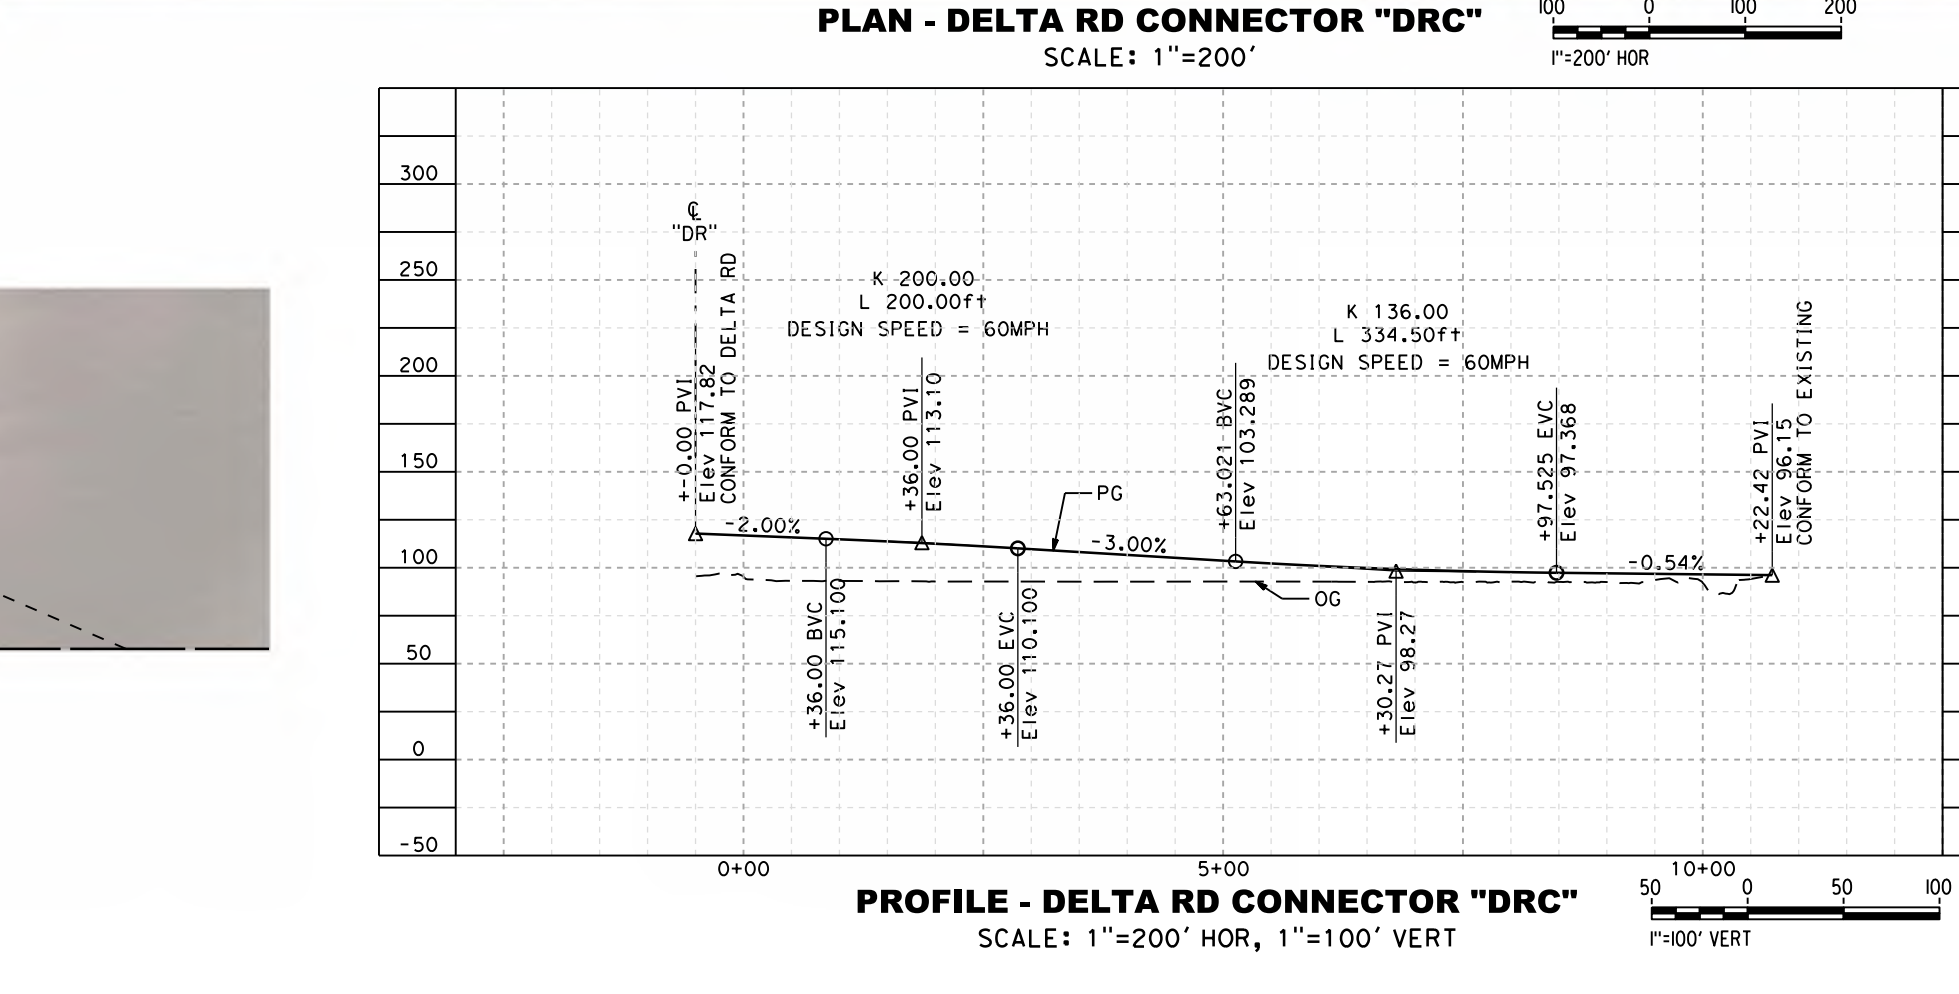 PLAN - DELTA RD CONNECTOR "DRC"
SCALE: 1"=200'
100 0 100 200
1"=200' HOR
300
250
200
150
100
50
0
-50
℄
"DR"
+-0.00 PVI
Elev 117.82
CONFORM TO DELTA RD
-2.00%
K 200.00
L 200.00ft
DESIGN SPEED = 60MPH
+36.00 BVC
Elev 115.100
+36.00 PVI
Elev 113.10
+36.00 EVC
Elev 110.100
PG
-3.00%
K 136.00
L 334.50ft
DESIGN SPEED = 60MPH
+63.021 BVC
Elev 103.289
OG
+30.27 PVI
Elev 98.27
+97.525 EVC
Elev 97.368
-0.54%
+22.42 PVI
Elev 96.15
CONFORM TO EXISTING
0+00 5+00 10+00
PROFILE - DELTA RD CONNECTOR "DRC"
SCALE: 1"=200' HOR, 1"=100' VERT
50 0 50 100
1"=100' VERT